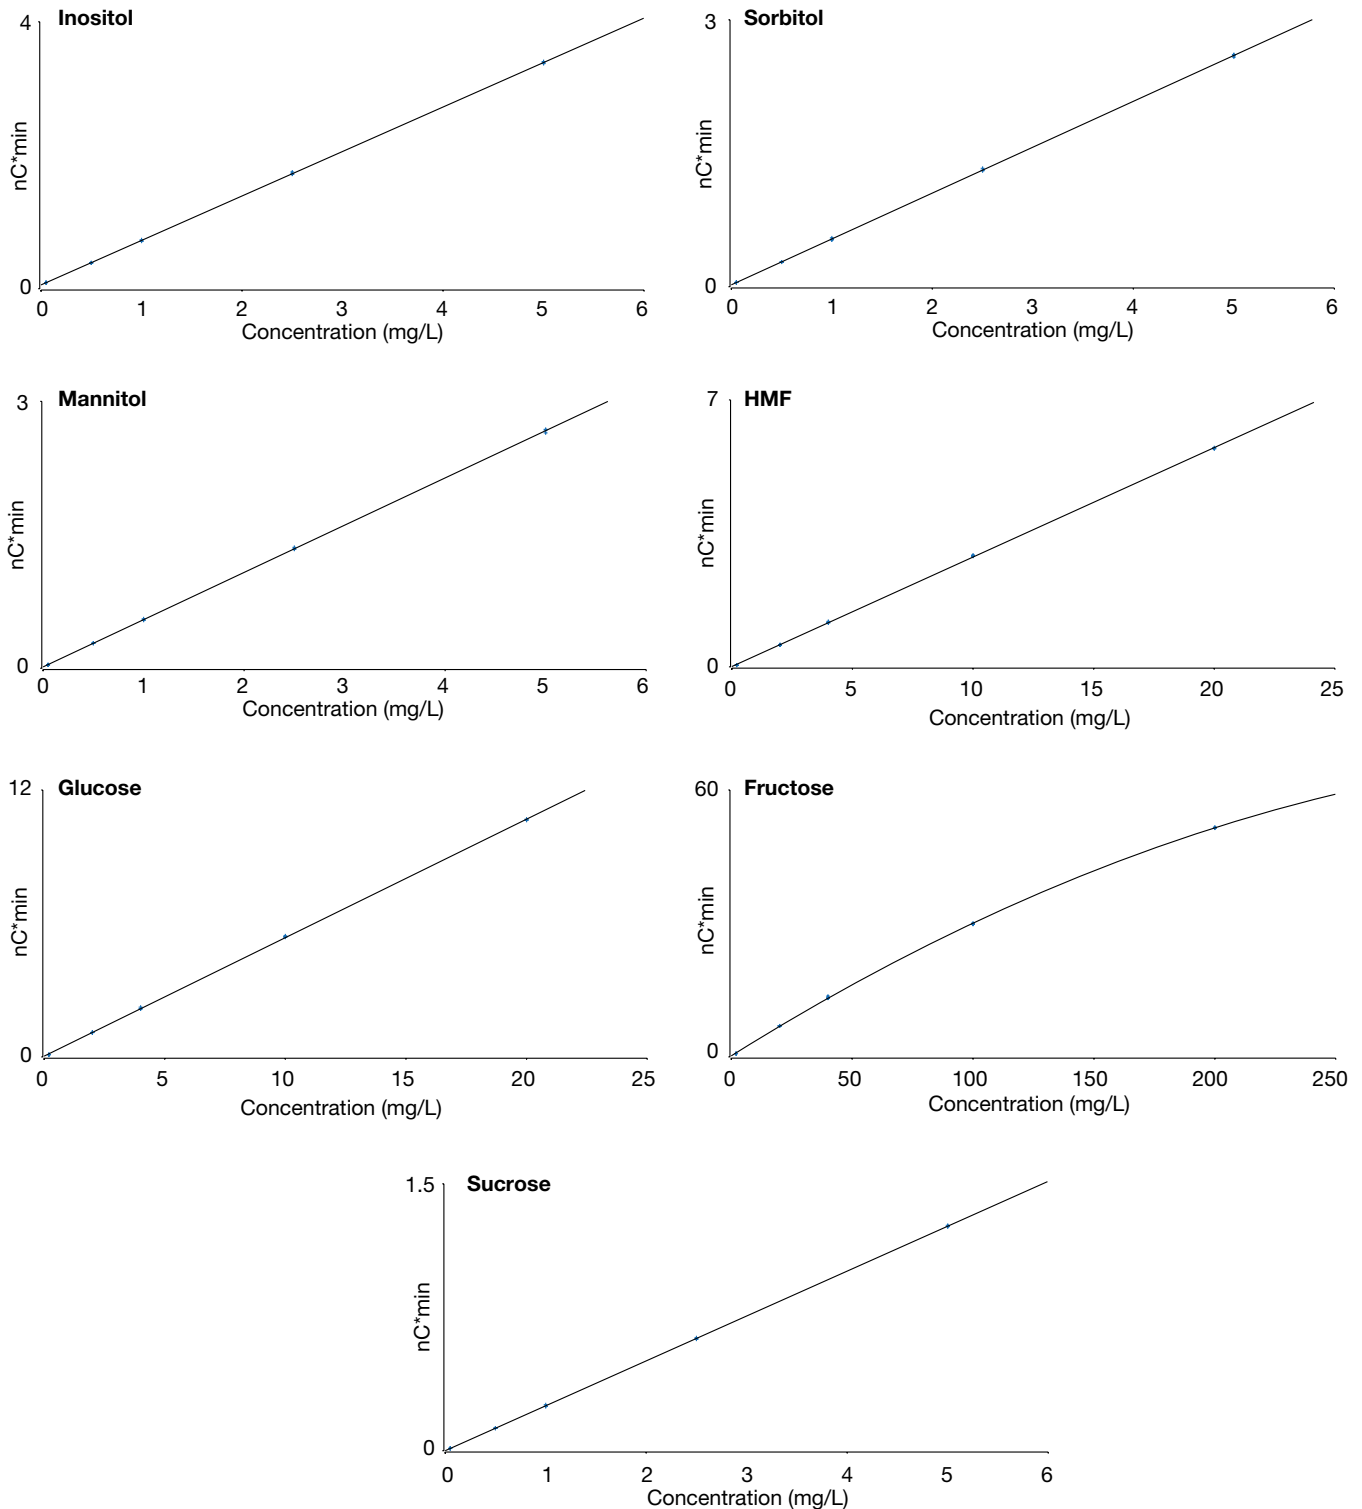 Inositol
4
nC*min
0
0 1 2 3 4 5 6
Concentration (mg/L)
Sorbitol
3
nC*min
0
0 1 2 3 4 5 6
Concentration (mg/L)
Mannitol
3
nC*min
0
0 1 2 3 4 5 6
Concentration (mg/L)
HMF
7
nC*min
0
0 5 10 15 20 25
Concentration (mg/L)
Glucose
12
nC*min
0
0 5 10 15 20 25
Concentration (mg/L)
Fructose
60
nC*min
0
0 50 100 150 200 250
Concentration (mg/L)
Sucrose
1.5
nC*min
0
0 1 2 3 4 5 6
Concentration (mg/L)